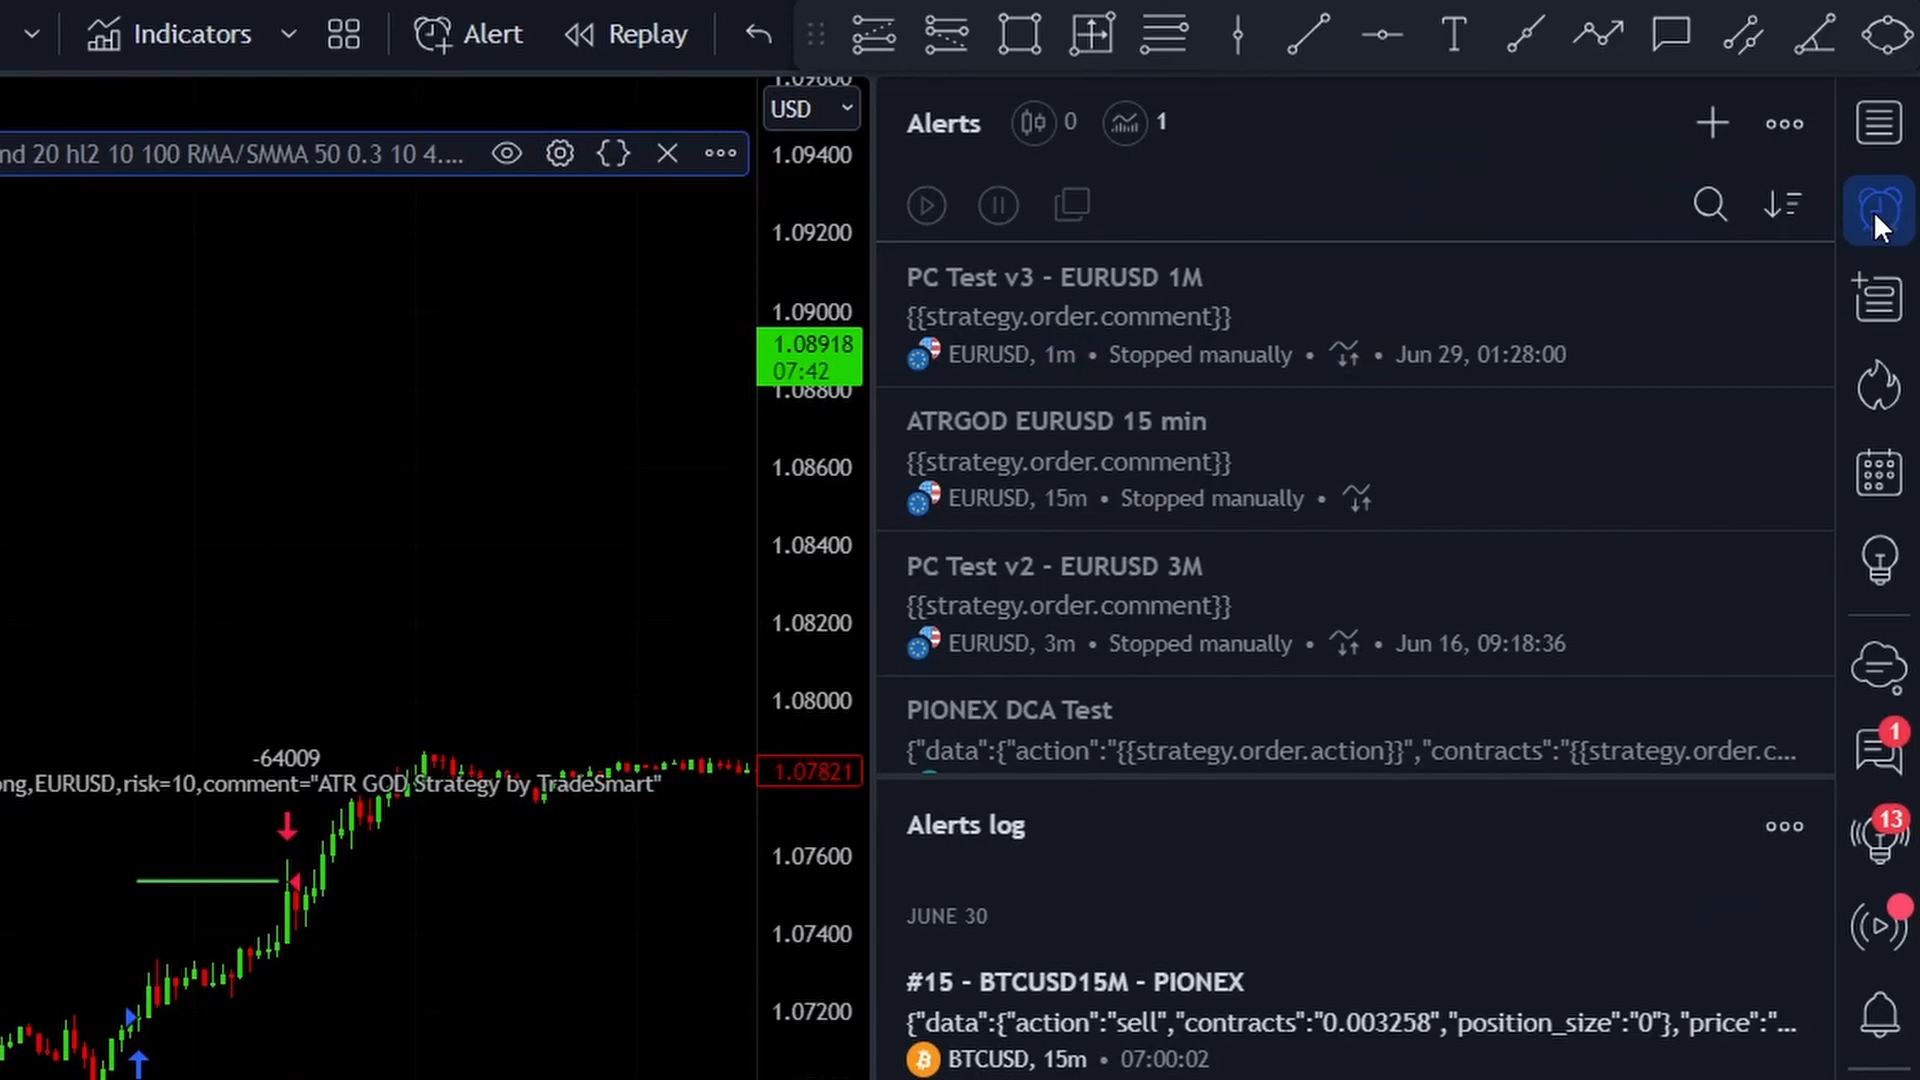 Indicators
Alert
Replay
USD
1.09600
1.09400
1.09200
1.09000
1.08918
07:42
1.08800
1.08600
1.08400
1.08200
1.08000
1.07821
1.07600
1.07400
1.07200
nd 20 hl2 10 100 RMA/SMMA 50 0.3 10 4....
-64009
ong,EURUSD,risk=10,comment="ATR GOD Strategy by TradeSmart"
Alerts 0 1
PC Test v3 - EURUSD 1M
{{strategy.order.comment}}
EURUSD, 1m • Stopped manually • • Jun 29, 01:28:00
ATRGOD EURUSD 15 min
{{strategy.order.comment}}
EURUSD, 15m • Stopped manually •
PC Test v2 - EURUSD 3M
{{strategy.order.comment}}
EURUSD, 3m • Stopped manually • • Jun 16, 09:18:36
PIONEX DCA Test
{"data":{"action":"{{strategy.order.action}}","contracts":"{{strategy.order.c...
Alerts log
JUNE 30
#15 - BTCUSD15M - PIONEX
{"data":{"action":"sell","contracts":"0.003258","position_size":"0"},"price":"...
BTCUSD, 15m • 07:00:02
1
13